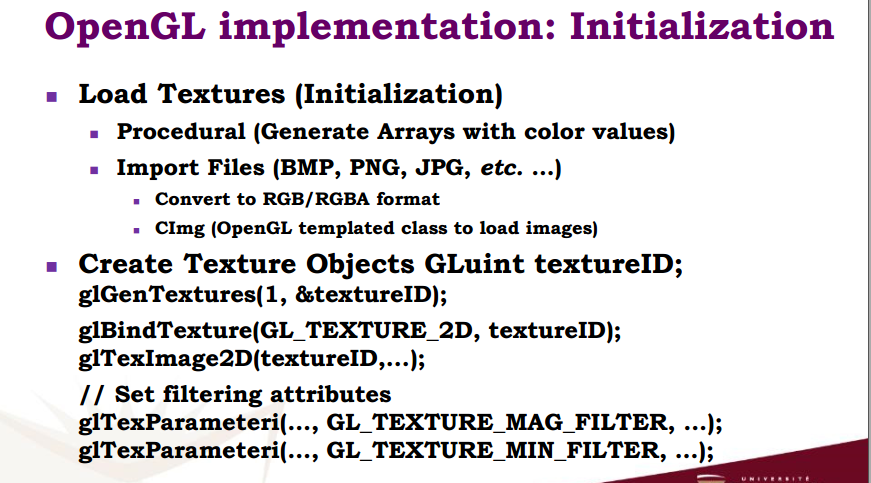 OpenGL implementation: Initialization
Load Textures (Initialization)
Procedural (Generate Arrays with color values)
Import Files (BMP, PNG, JPG, etc. ...)
Convert to RGB/RGBA format
CImg (OpenGL templated class to load images)
Create Texture Objects GLuint textureID;
glGenTextures(1, &textureID);
glBindTexture(GL_TEXTURE_2D, textureID);
glTexImage2D(textureID,...);
// Set filtering attributes
glTexParameteri(..., GL_TEXTURE_MAG_FILTER, ...);
glTexParameteri(..., GL_TEXTURE_MIN_FILTER, ...);
UNIVERSITÉ